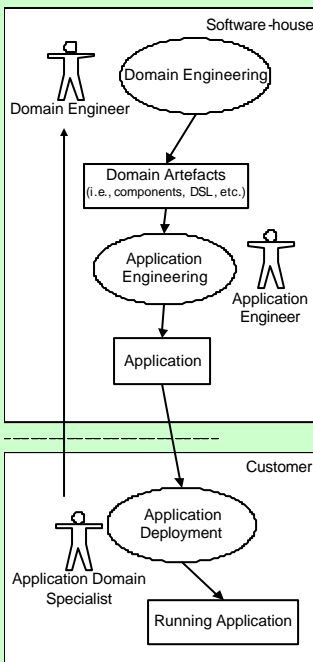 Software-house
Domain Engineering
Domain Engineer
Domain Artefacts
(i.e., components, DSL, etc.)
Application
Engineering
Application
Engineer
Application
Customer
Application
Deployment
Application Domain
Specialist
Running Application